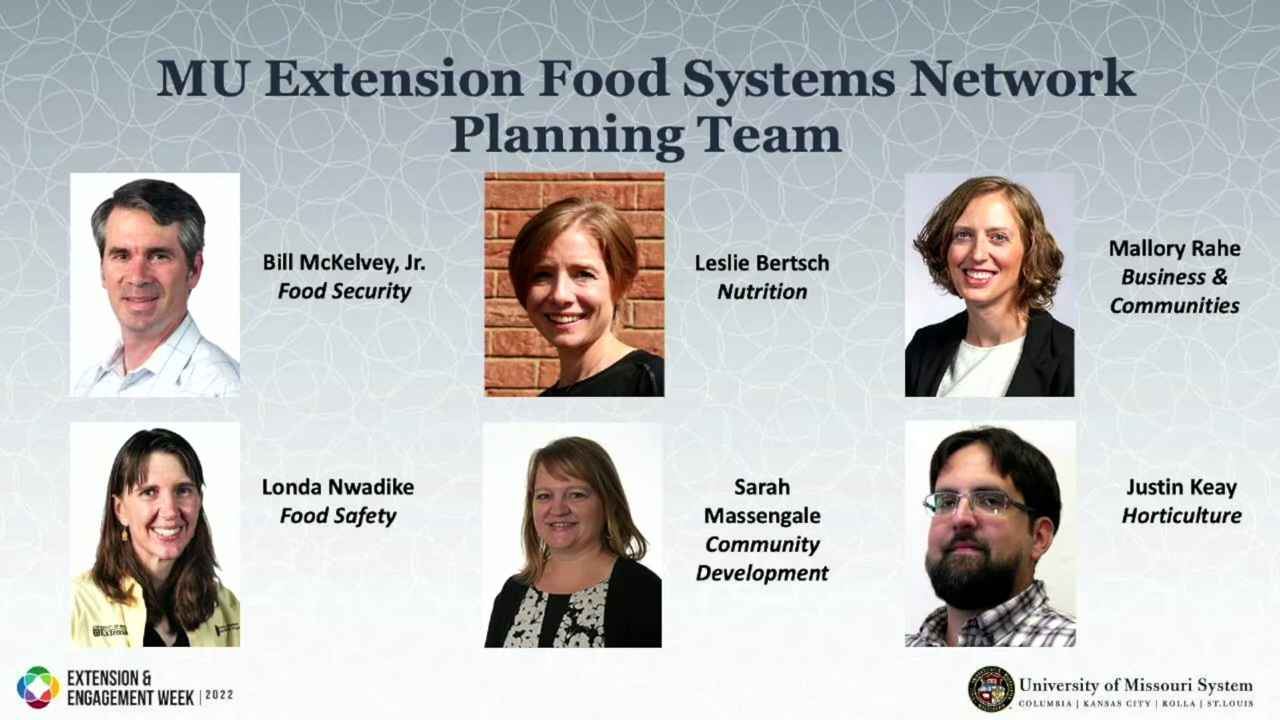 MU Extension Food Systems Network
Planning Team
Bill McKelvey, Jr.
Food Security
Leslie Bertsch
Nutrition
Mallory Rahe
Business &
Communities
Londa Nwadike
Food Safety
Sarah
Massengale
Community
Development
Justin Keay
Horticulture
EXTENSION &
ENGAGEMENT WEEK | 2022
University of Missouri System
COLUMBIA | KANSAS CITY | ROLLA | ST.LOUIS